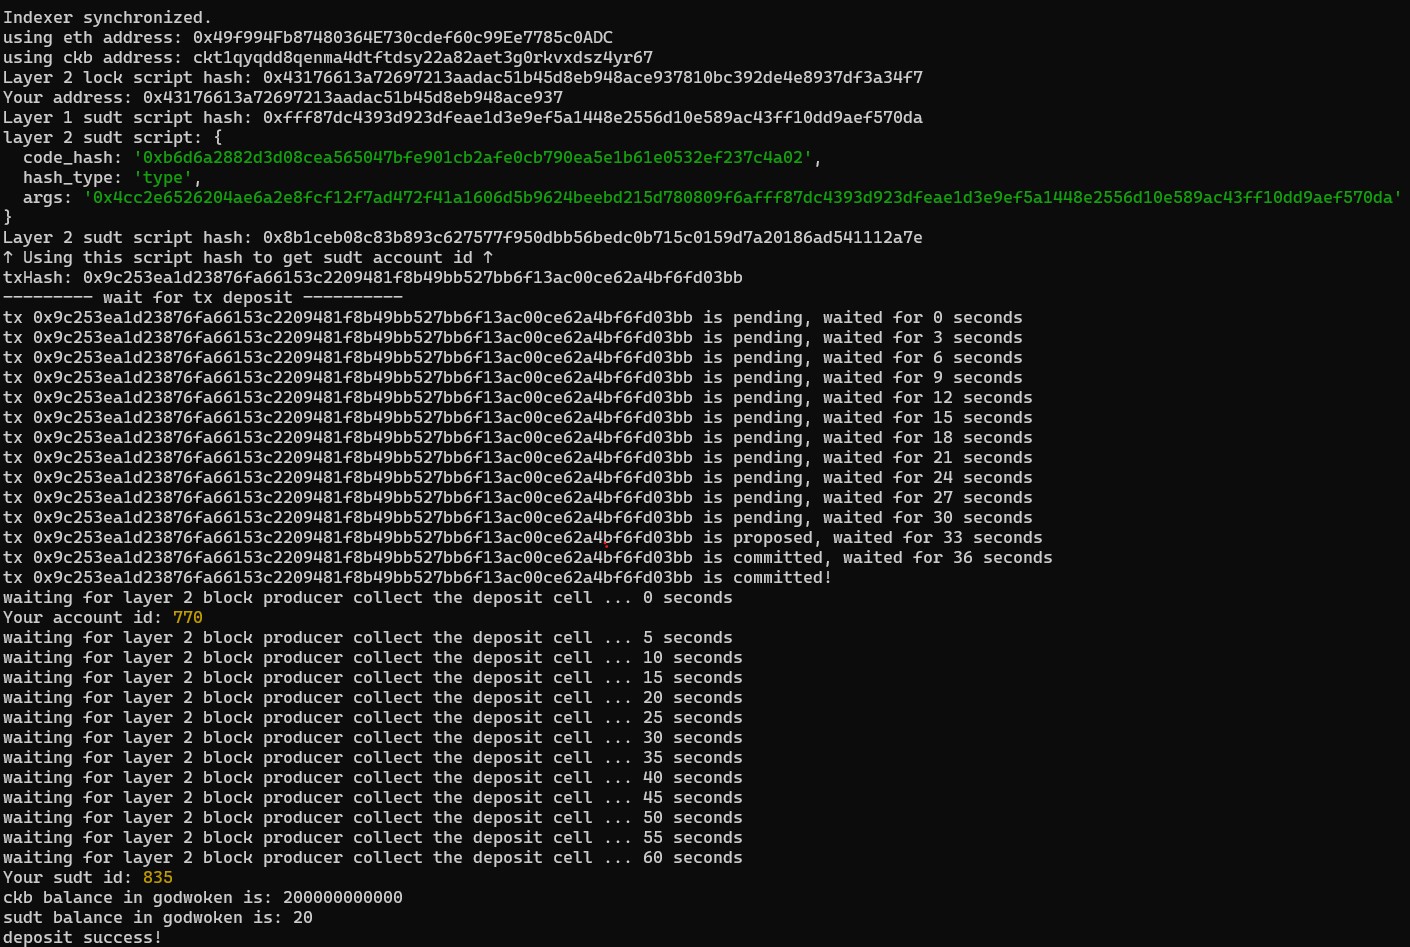 Indexer synchronized.
using eth address: 0x49f994Fb87480364E730cdef60c99Ee7785c0ADC
using ckb address: ckt1qyqdd8qenma4dtftdsy22a82aet3g0rkvxdsz4yr67
Layer 2 lock script hash: 0x43176613a72697213aadac51b45d8eb948ace937810bc392de4e8937df3a34f7
Your address: 0x43176613a72697213aadac51b45d8eb948ace937
Layer 1 sudt script hash: 0xfff87dc4393d923dfeae1d3e9ef5a1448e2556d10e589ac43ff10dd9aef570da
layer 2 sudt script: {
  code_hash: '0xb6d6a2882d3d08cea565047bfe901cb2afe0cb790ea5e1b61e0532ef237c4a02',
  hash_type: 'type',
  args: '0x4cc2e6526204ae6a2e8fcf12f7ad472f41a1606d5b9624beebd215d780809f6afff87dc4393d923dfeae1d3e9ef5a1448e2556d10e589ac43ff10dd9aef570da'
}
Layer 2 sudt script hash: 0x8b1ceb08c83b893c627577f950dbb56bedc0b715c0159d7a20186ad541112a7e
↑ Using this script hash to get sudt account id ↑
txHash: 0x9c253ea1d23876fa66153c2209481f8b49bb527bb6f13ac00ce62a4bf6fd03bb
--------- wait for tx deposit ----------
tx 0x9c253ea1d23876fa66153c2209481f8b49bb527bb6f13ac00ce62a4bf6fd03bb is pending, waited for 0 seconds
tx 0x9c253ea1d23876fa66153c2209481f8b49bb527bb6f13ac00ce62a4bf6fd03bb is pending, waited for 3 seconds
tx 0x9c253ea1d23876fa66153c2209481f8b49bb527bb6f13ac00ce62a4bf6fd03bb is pending, waited for 6 seconds
tx 0x9c253ea1d23876fa66153c2209481f8b49bb527bb6f13ac00ce62a4bf6fd03bb is pending, waited for 9 seconds
tx 0x9c253ea1d23876fa66153c2209481f8b49bb527bb6f13ac00ce62a4bf6fd03bb is pending, waited for 12 seconds
tx 0x9c253ea1d23876fa66153c2209481f8b49bb527bb6f13ac00ce62a4bf6fd03bb is pending, waited for 15 seconds
tx 0x9c253ea1d23876fa66153c2209481f8b49bb527bb6f13ac00ce62a4bf6fd03bb is pending, waited for 18 seconds
tx 0x9c253ea1d23876fa66153c2209481f8b49bb527bb6f13ac00ce62a4bf6fd03bb is pending, waited for 21 seconds
tx 0x9c253ea1d23876fa66153c2209481f8b49bb527bb6f13ac00ce62a4bf6fd03bb is pending, waited for 24 seconds
tx 0x9c253ea1d23876fa66153c2209481f8b49bb527bb6f13ac00ce62a4bf6fd03bb is pending, waited for 27 seconds
tx 0x9c253ea1d23876fa66153c2209481f8b49bb527bb6f13ac00ce62a4bf6fd03bb is pending, waited for 30 seconds
tx 0x9c253ea1d23876fa66153c2209481f8b49bb527bb6f13ac00ce62a4bf6fd03bb is proposed, waited for 33 seconds
tx 0x9c253ea1d23876fa66153c2209481f8b49bb527bb6f13ac00ce62a4bf6fd03bb is committed, waited for 36 seconds
tx 0x9c253ea1d23876fa66153c2209481f8b49bb527bb6f13ac00ce62a4bf6fd03bb is committed!
waiting for layer 2 block producer collect the deposit cell ... 0 seconds
Your account id: 770
waiting for layer 2 block producer collect the deposit cell ... 5 seconds
waiting for layer 2 block producer collect the deposit cell ... 10 seconds
waiting for layer 2 block producer collect the deposit cell ... 15 seconds
waiting for layer 2 block producer collect the deposit cell ... 20 seconds
waiting for layer 2 block producer collect the deposit cell ... 25 seconds
waiting for layer 2 block producer collect the deposit cell ... 30 seconds
waiting for layer 2 block producer collect the deposit cell ... 35 seconds
waiting for layer 2 block producer collect the deposit cell ... 40 seconds
waiting for layer 2 block producer collect the deposit cell ... 45 seconds
waiting for layer 2 block producer collect the deposit cell ... 50 seconds
waiting for layer 2 block producer collect the deposit cell ... 55 seconds
waiting for layer 2 block producer collect the deposit cell ... 60 seconds
Your sudt id: 835
ckb balance in godwoken is: 200000000000
sudt balance in godwoken is: 20
deposit success!